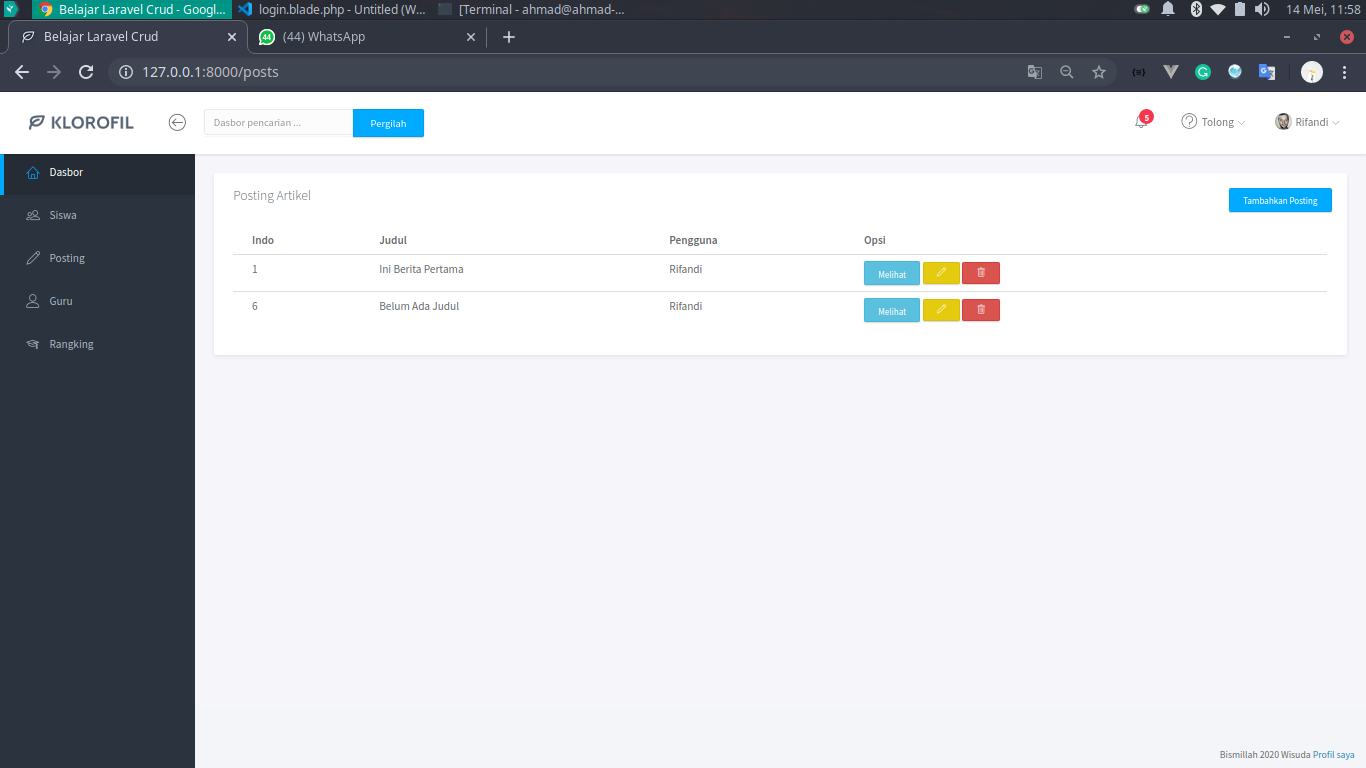 Belajar Laravel Crud - Googl... login.blade.php - Untitled (W... [Terminal - ahmad@ahmad-... 14 Mei, 11:58
Belajar Laravel Crud 44 (44) WhatsApp
127.0.0.1:8000/posts
KLOROFIL Dasbor pencarian ... Pergilah 5 Tolong Rifandi
Dasbor
Siswa
Posting
Guru
Rangking
Posting Artikel Tambahkan Posting
Indo Judul Pengguna Opsi
1 Ini Berita Pertama Rifandi Melihat
6 Belum Ada Judul Rifandi Melihat
Bismillah 2020 Wisuda Profil saya